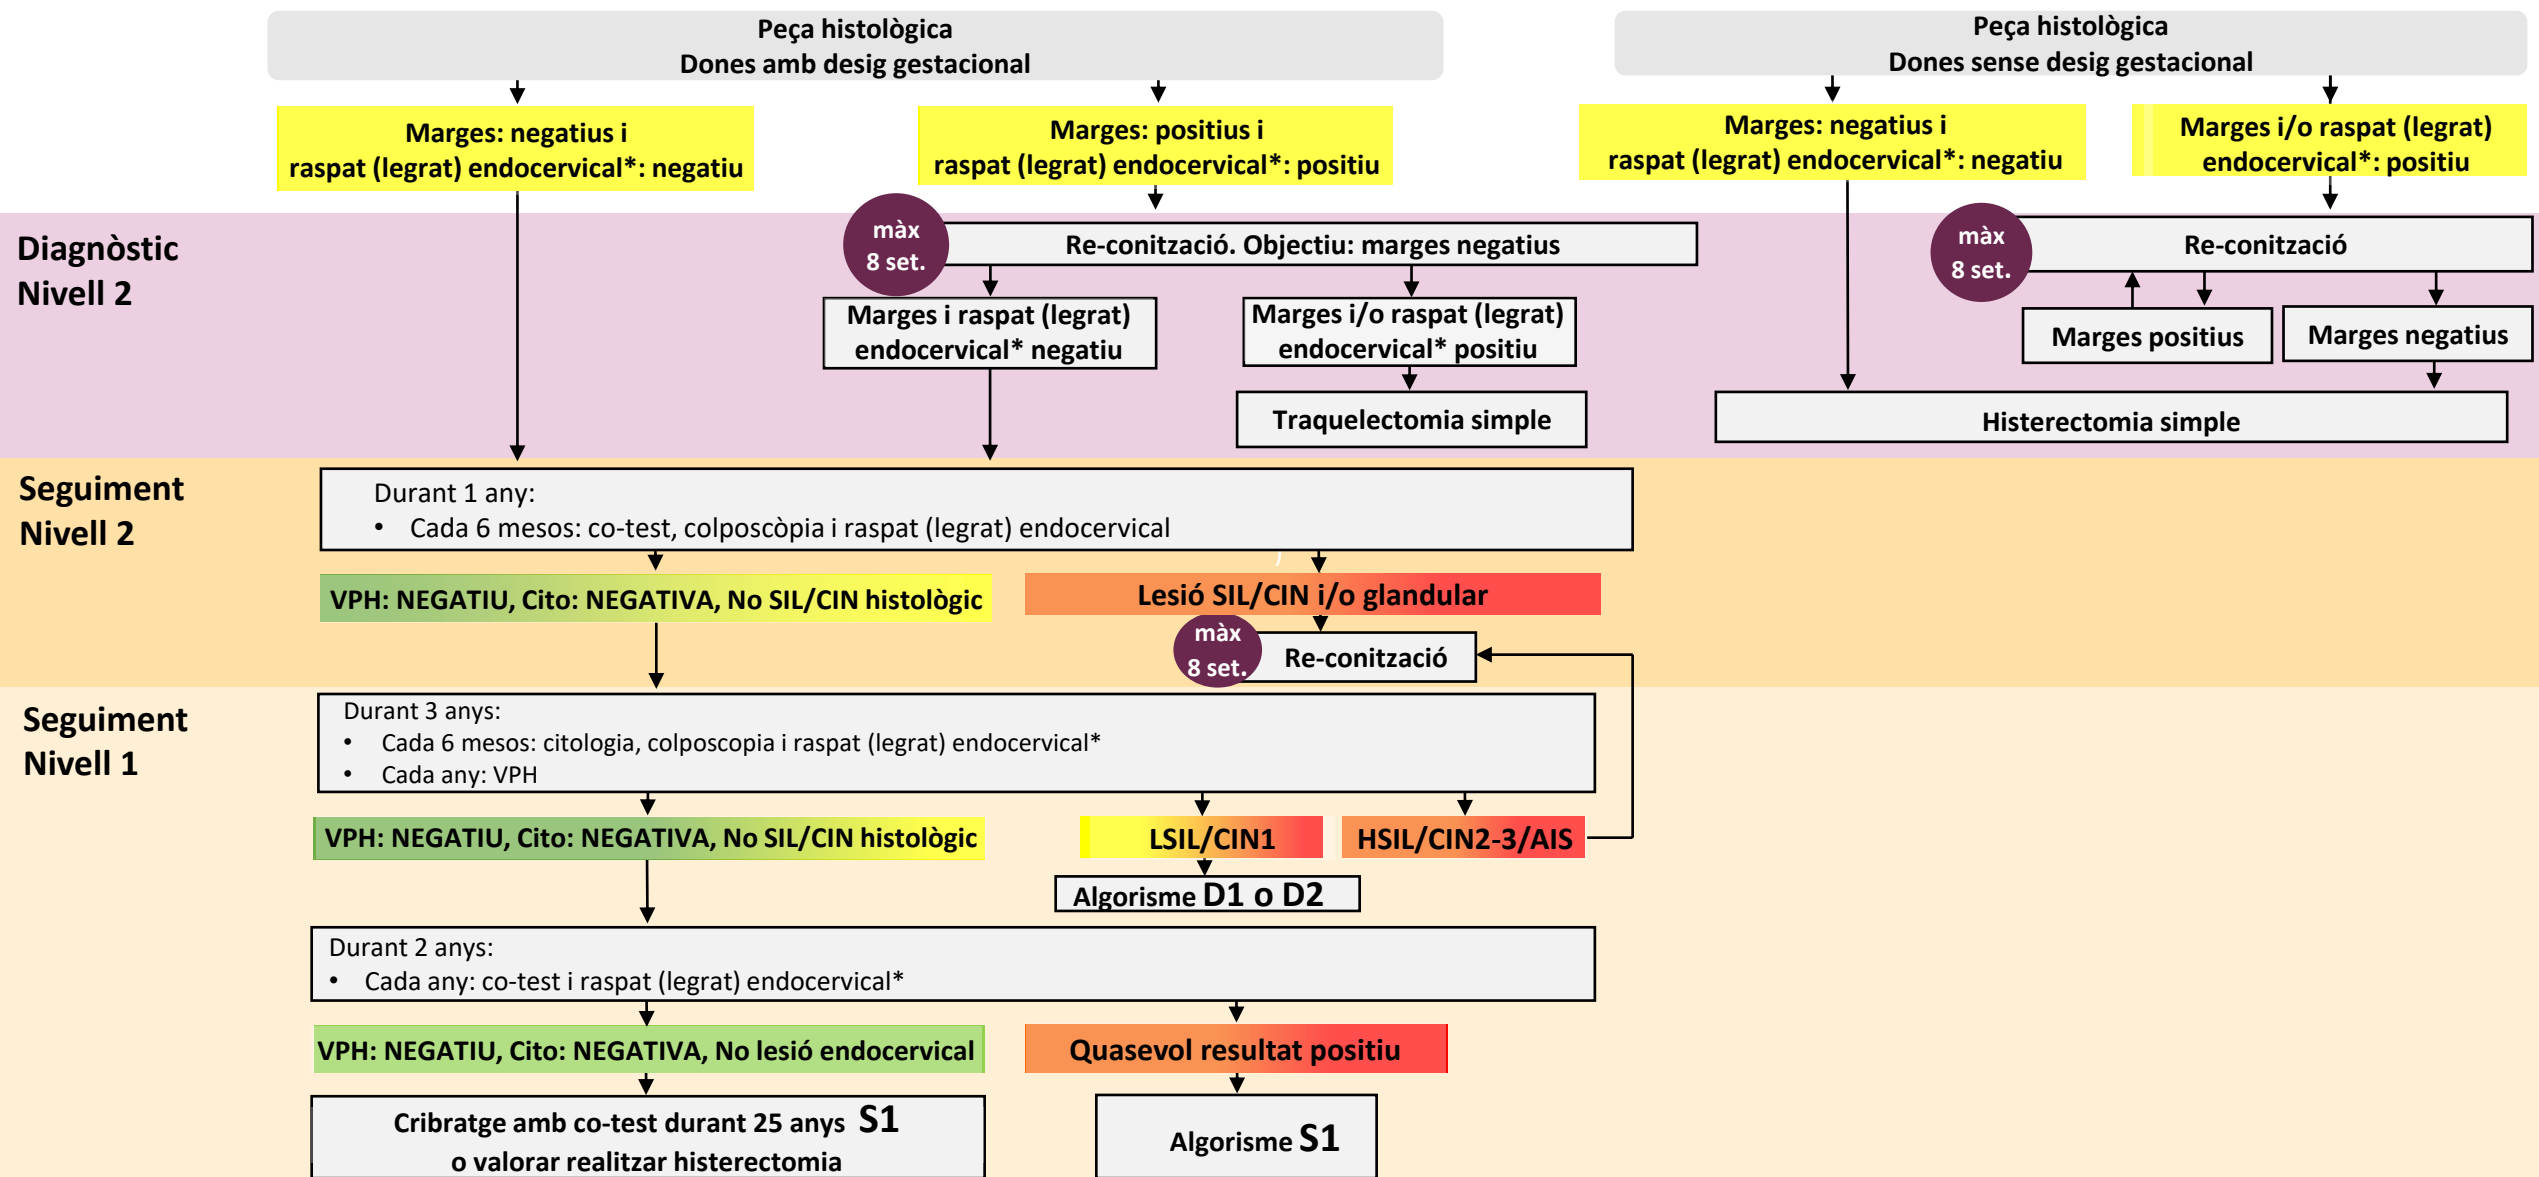 Peça histològica
Dones amb desig gestacional
Peça histològica
Dones sense desig gestacional
Marges: negatius i
raspat (legrat) endocervical*: negatiu
Marges: positius i
raspat (legrat) endocervical*: positiu
Marges: negatius i
raspat (legrat) endocervical*: negatiu
Marges i/o raspat (legrat)
endocervical*: positiu
Diagnòstic
Nivell 2
màx
8 set.
Re-conització. Objectiu: marges negatius
màx
8 set.
Re-conització
Marges i raspat (legrat)
endocervical* negatiu
Marges i/o raspat (legrat)
endocervical* positiu
Marges positius
Marges negatius
Traquelectomia simple
Histerectomia simple
Seguiment
Nivell 2
Durant 1 any:
• Cada 6 mesos: co-test, colposcòpia i raspat (legrat) endocervical
)
VPH: NEGATIU, Cito: NEGATIVA, No SIL/CIN histològic
Lesió SIL/CIN i/o glandular
màx
8 set.
Re-conització
Seguiment
Nivell 1
Durant 3 anys:
• Cada 6 mesos: citologia, colposcopia i raspat (legrat) endocervical*
• Cada any: VPH
VPH: NEGATIU, Cito: NEGATIVA, No SIL/CIN histològic
LSIL/CIN1
HSIL/CIN2-3/AIS
Algorisme D1 o D2
Durant 2 anys:
• Cada any: co-test i raspat (legrat) endocervical*
VPH: NEGATIU, Cito: NEGATIVA, No lesió endocervical
Quasevol resultat positiu
Cribratge amb co-test durant 25 anys S1
o valorar realitzar histerectomia
Algorisme S1